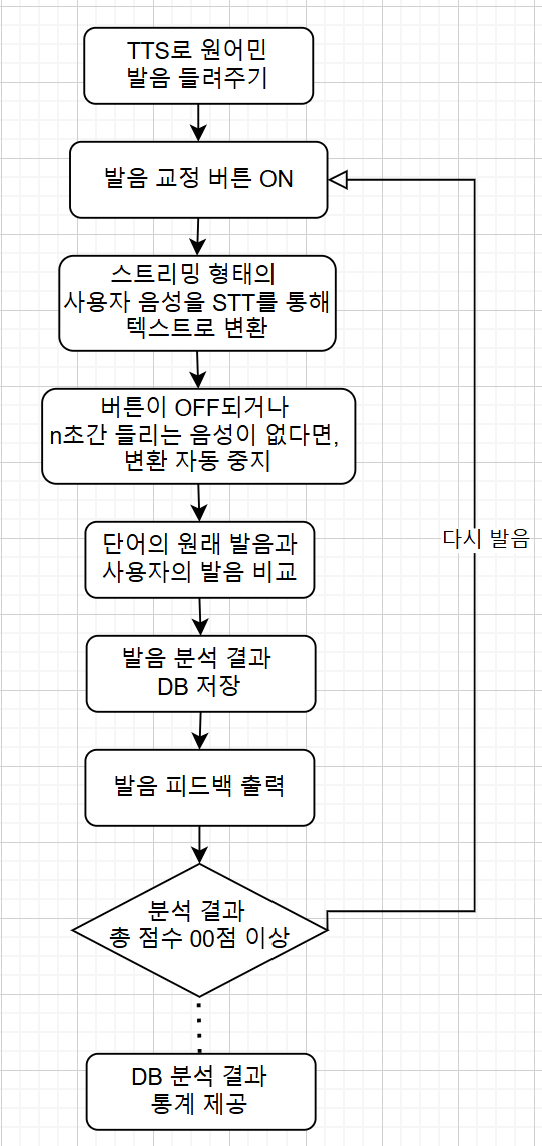 TTS로 원어민
발음 들려주기
발음 교정 버튼 ON
스트리밍 형태의
사용자 음성을 STT를 통해
텍스트로 변환
버튼이 OFF되거나
n초간 들리는 음성이 없다면,
변환 자동 중지
단어의 원래 발음과
사용자의 발음 비교
다시 발음
발음 분석 결과
DB 저장
발음 피드백 출력
분석 결과
총 점수 00점 이상
DB 분석 결과
통계 제공